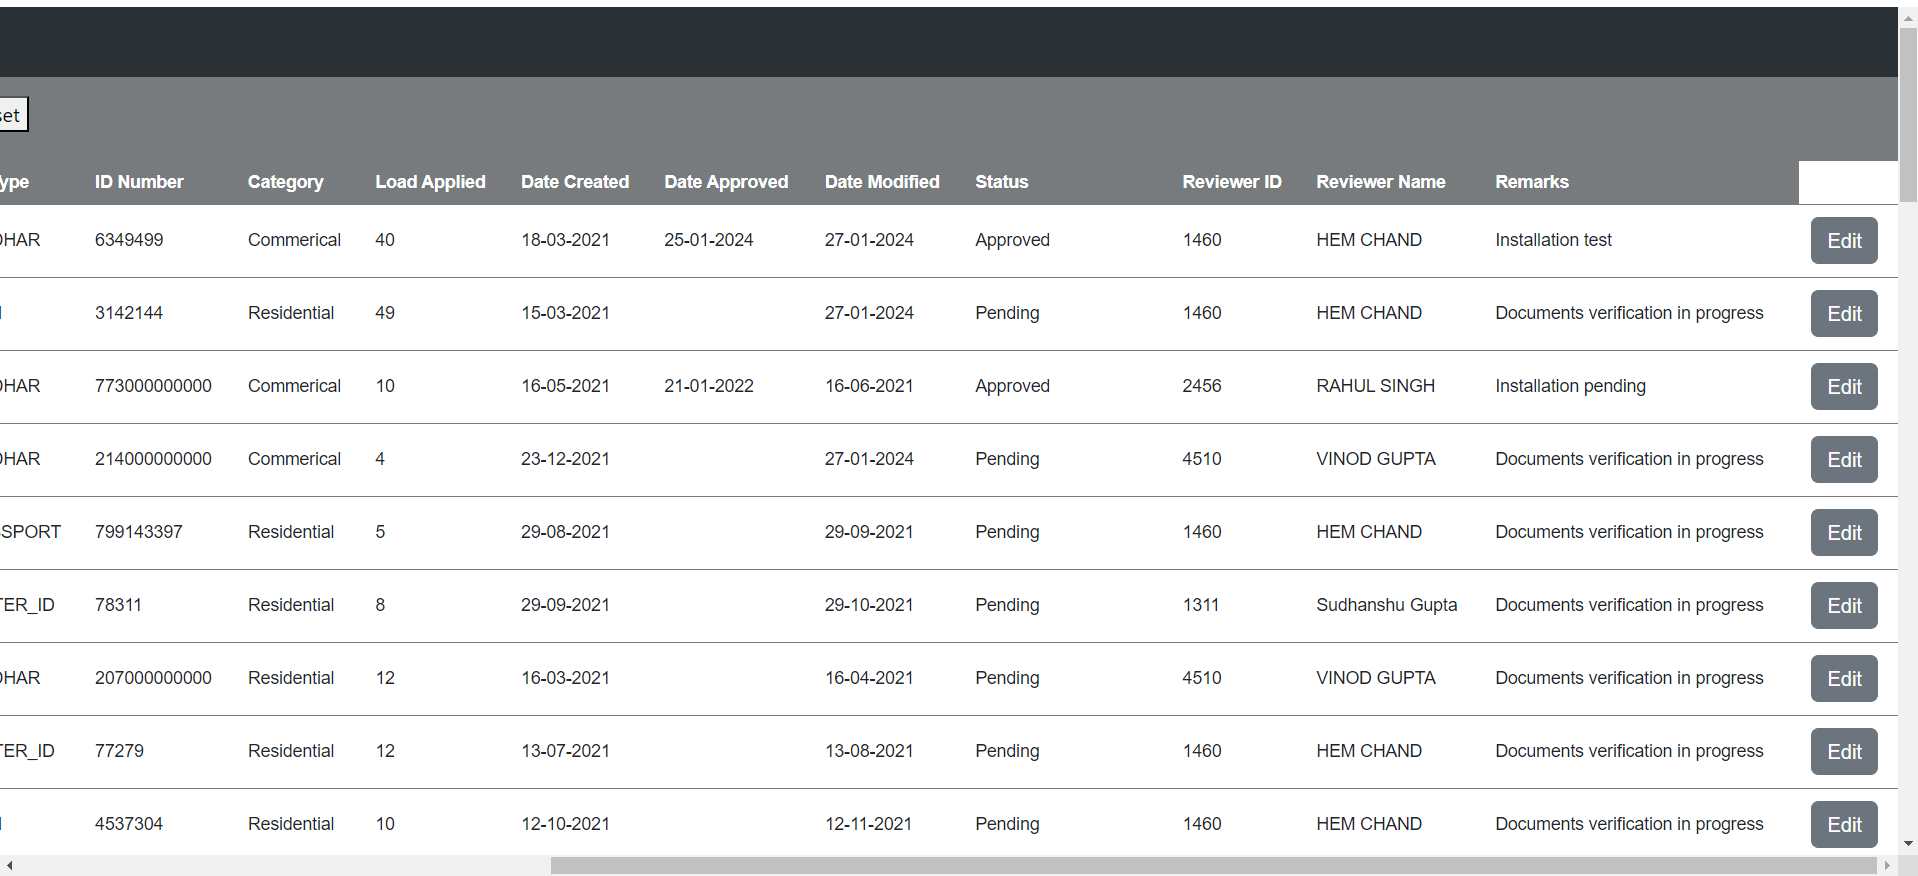 set
ype ID Number Category Load Applied Date Created Date Approved Date Modified Status Reviewer ID Reviewer Name Remarks
HAR 6349499 Commerical 40 18-03-2021 25-01-2024 27-01-2024 Approved 1460 HEM CHAND Installation test Edit
3142144 Residential 49 15-03-2021 27-01-2024 Pending 1460 HEM CHAND Documents verification in progress Edit
HAR 773000000000 Commerical 10 16-05-2021 21-01-2022 16-06-2021 Approved 2456 RAHUL SINGH Installation pending Edit
HAR 214000000000 Commerical 4 23-12-2021 27-01-2024 Pending 4510 VINOD GUPTA Documents verification in progress Edit
SPORT 799143397 Residential 5 29-08-2021 29-09-2021 Pending 1460 HEM CHAND Documents verification in progress Edit
TER_ID 78311 Residential 8 29-09-2021 29-10-2021 Pending 1311 Sudhanshu Gupta Documents verification in progress Edit
HAR 207000000000 Residential 12 16-03-2021 16-04-2021 Pending 4510 VINOD GUPTA Documents verification in progress Edit
TER_ID 77279 Residential 12 13-07-2021 13-08-2021 Pending 1460 HEM CHAND Documents verification in progress Edit
4537304 Residential 10 12-10-2021 12-11-2021 Pending 1460 HEM CHAND Documents verification in progress Edit